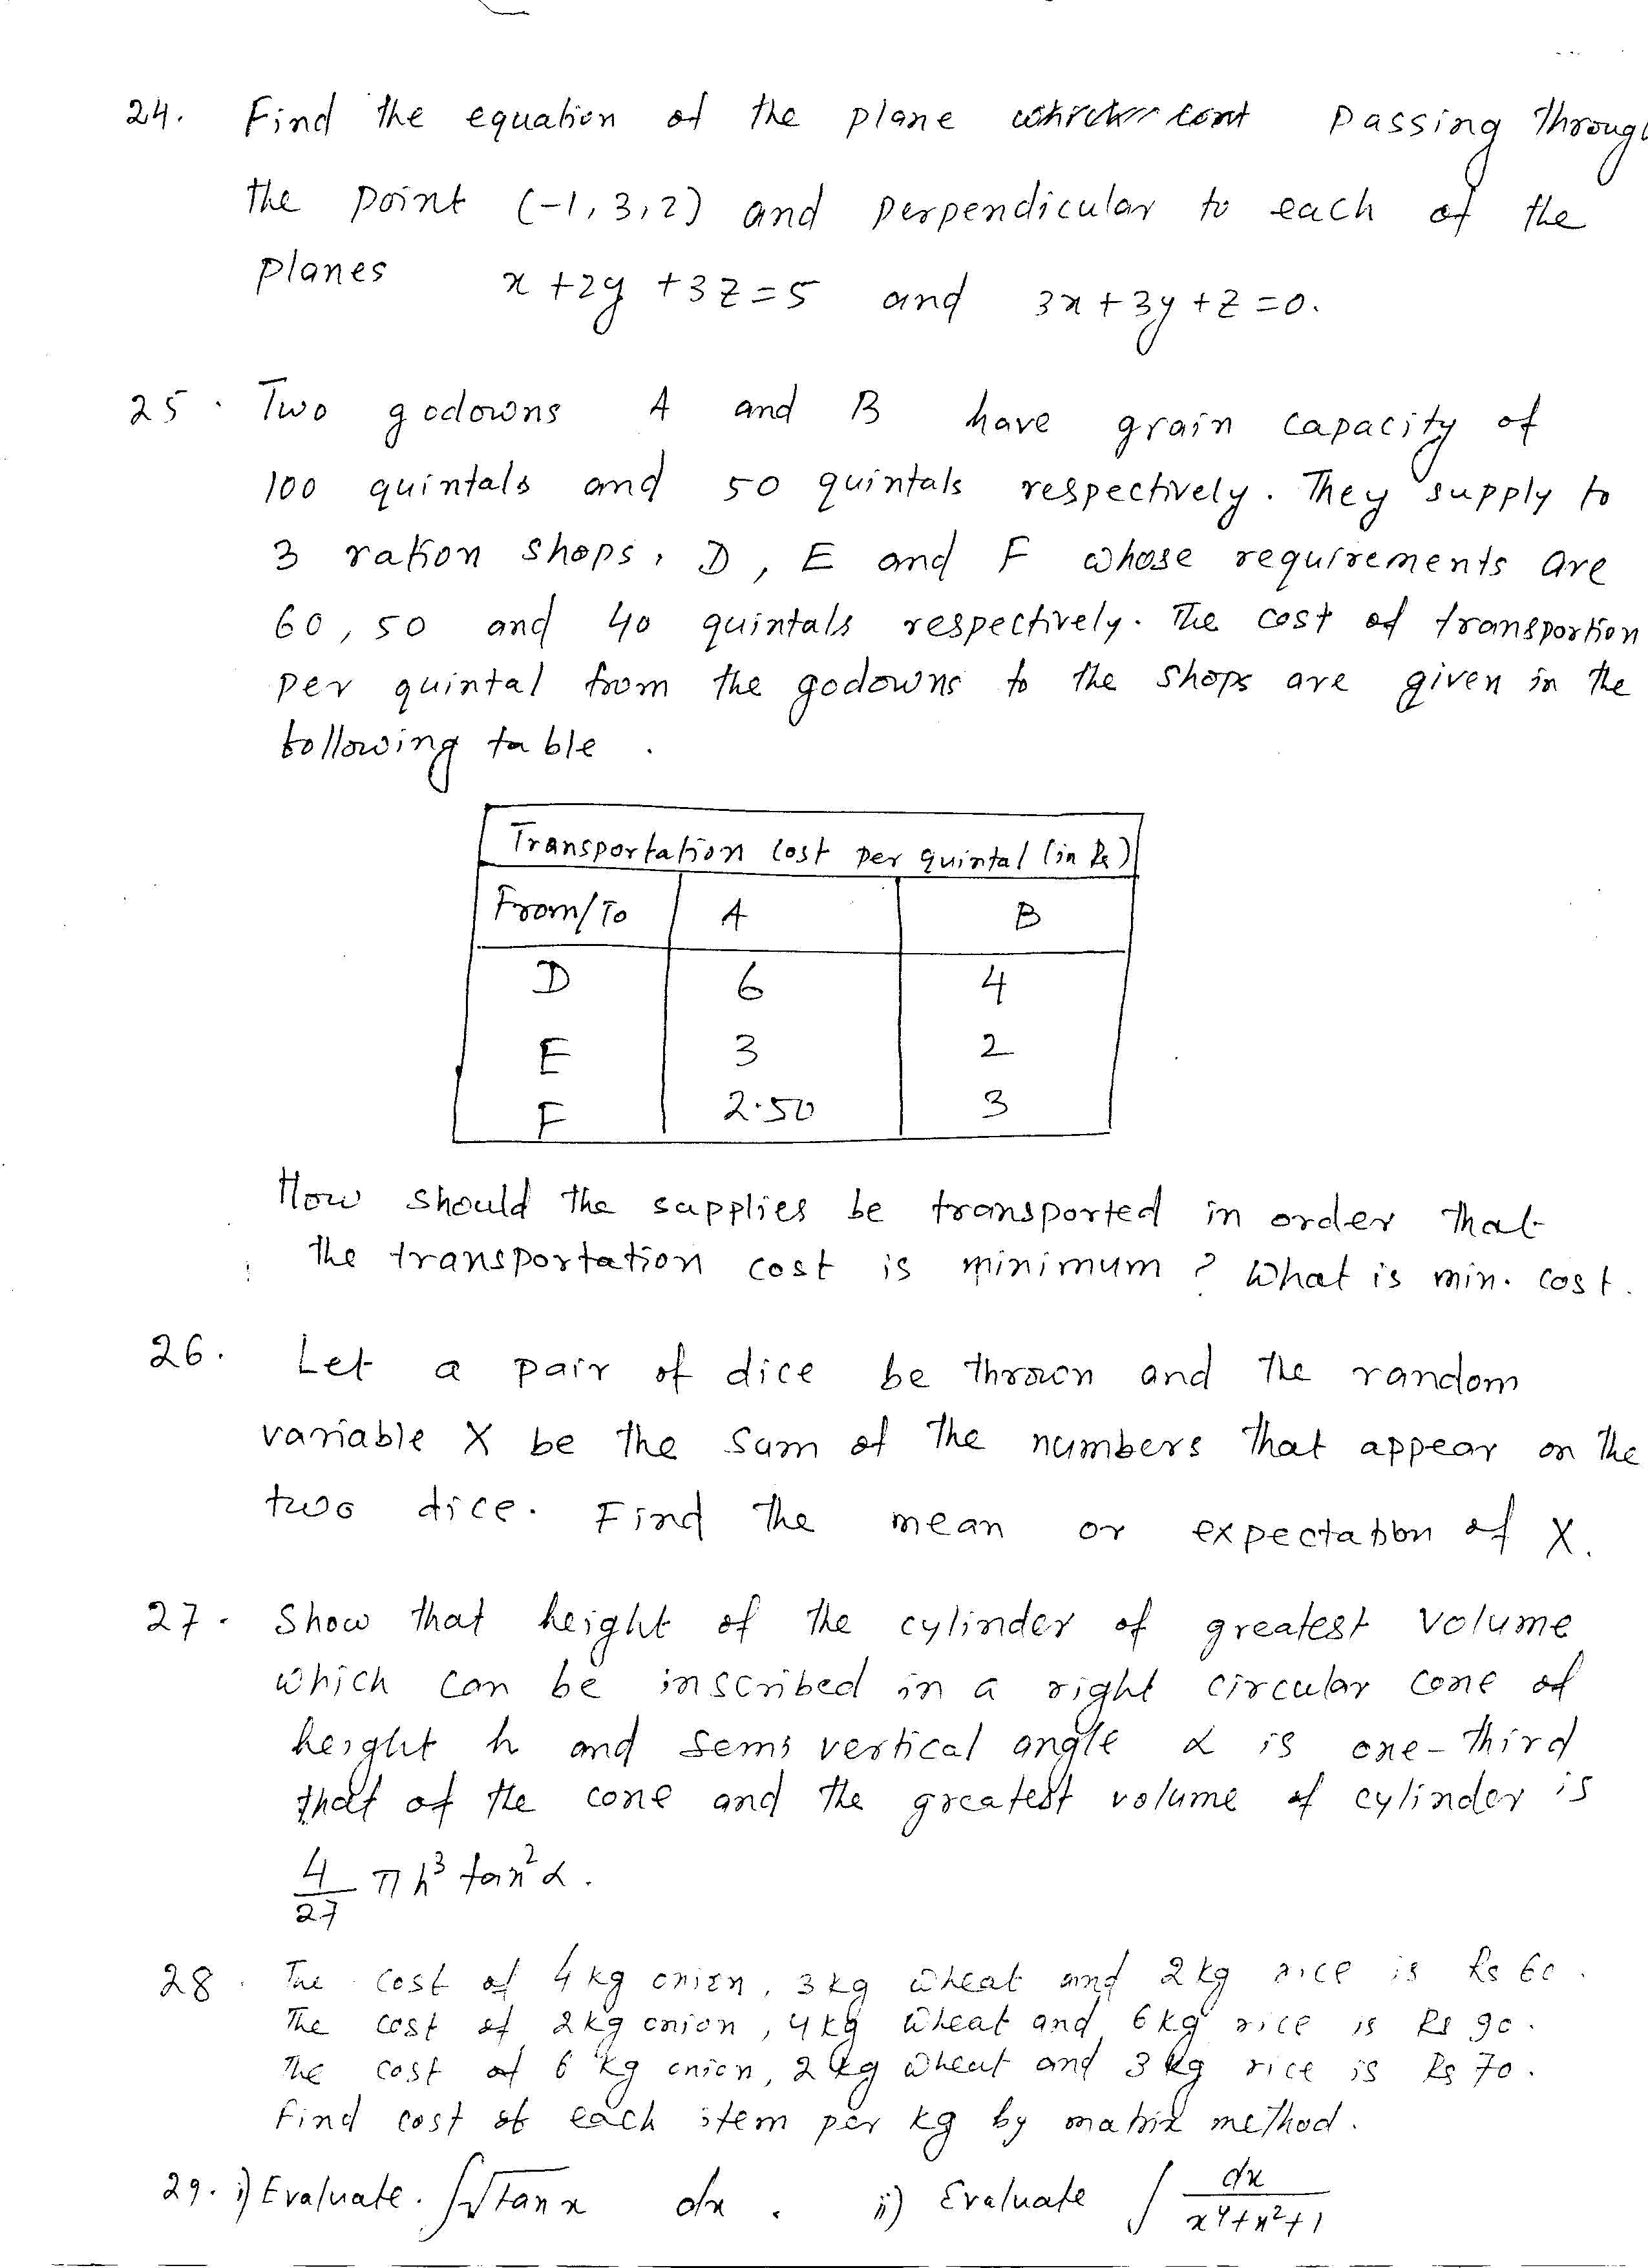 24. Find the equation of the plane passing through
the point (-1,3,2) and perpendicular to each of the
planes x+2y+3z=5 and 3x+3y+z=0.
25. Two godowns A and B have grain capacity of
100 quintals and 50 quintals respectively. They supply to
3 ration shops, D, E and F whose requirements are
60, 50 and 40 quintals respectively. The cost of transportion
per quintal from the godowns to the shops are given in the
following table.
Transportation cost per quintal (in Rs)
From/To A B
D 6 4
E 3 2
F 2.50 3
How should the supplies be transported in order that
the transportation cost is minimum? What is min. cost.
26. Let a pair of dice be thrown and the random
variable X be the sum of the numbers that appear on the
two dice. Find the mean or expectation of X.
27. Show that height of the cylinder of greatest volume
which can be inscribed in a right circular cone of
height h and semi vertical angle α is one-third
that of the cone and the greatest volume of cylinder is
4/27 πh³ tan²α.
28. The cost of 4 kg onion, 3 kg wheat and 2 kg rice is Rs 60.
The cost of 2 kg onion, 4 kg wheat and 6 kg rice is Rs 90.
The cost of 6 kg onion, 2 kg wheat and 3 kg rice is Rs 70.
Find cost of each item per kg by matrix method.
29. i) Evaluate. ∫√tan x dx. ii) Evaluate ∫ dx/(x⁴+x²+1)